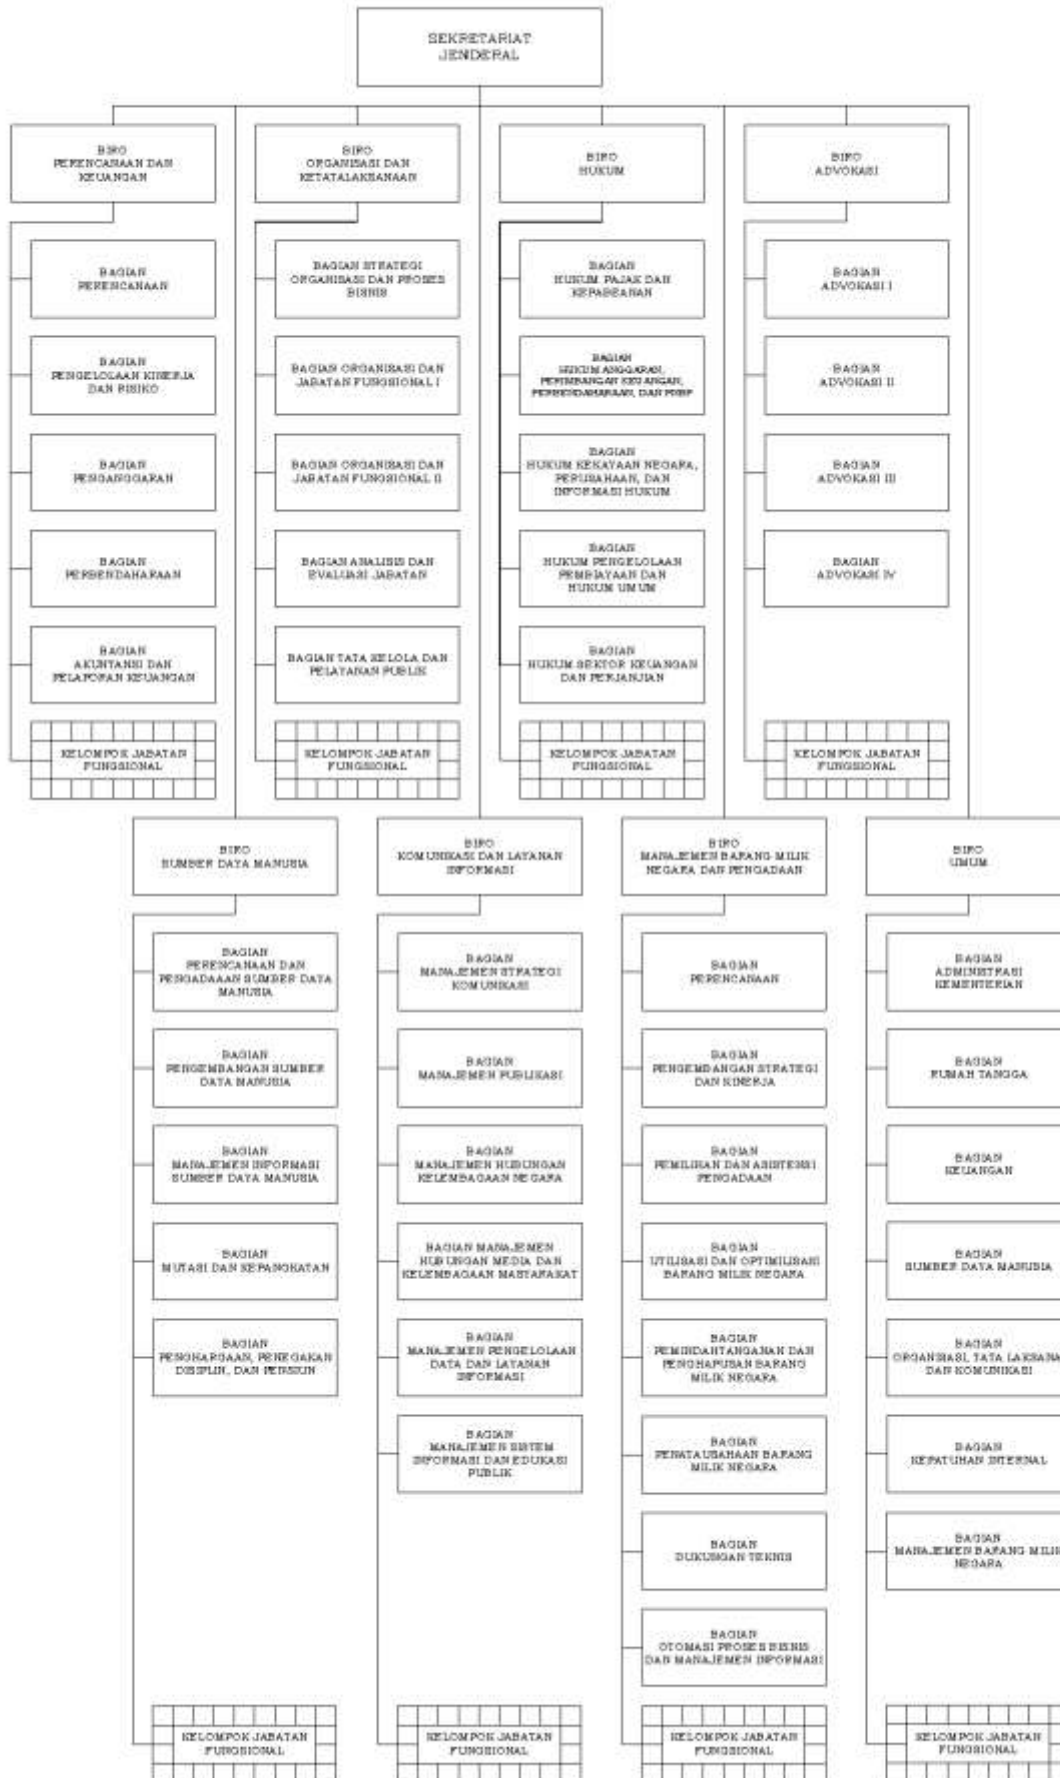 SEKRETARIAT
JENDERAL
BIRO
PERENCANAAN DAN
KEUANGAN
BAGIAN
PERENCANAAN
BAGIAN
PENGELOLAAN KINERJA
DAN RISIKO
BAGIAN
PENGANGGARAN
BAGIAN
PERBENDAHARAAN
BAGIAN
AKUNTANSI DAN
PELAPORAN KEUANGAN
KELOMPOK JABATAN
FUNGSIONAL
BIRO
ORGANISASI DAN
KETATALAKSANAAN
BAGIAN STRATEGI
ORGANISASI DAN PROSES
BISNIS
BAGIAN ORGANISASI DAN
JABATAN FUNGSIONAL I
BAGIAN ORGANISASI DAN
JABATAN FUNGSIONAL II
BAGIAN ANALISIS DAN
EVALUASI JABATAN
BAGIAN TATA KELOLA DAN
PELAYANAN PUBLIK
KELOMPOK JABATAN
FUNGSIONAL
BIRO
HUKUM
BAGIAN
HUKUM PAJAK DAN
KEPABEANAN
BAGIAN
HUKUM ANGGARAN,
PERIMBANGAN KEUANGAN,
PERBENDAHARAAN, DAN PNBP
BAGIAN
HUKUM KEKAYAAN NEGARA,
PERUSAHAAN, DAN
INFORMASI HUKUM
BAGIAN
HUKUM PENGELOLAAN
PEMBIAYAAN DAN
HUKUM UMUM
BAGIAN
HUKUM SEKTOR KEUANGAN
DAN PERJANJIAN
KELOMPOK JABATAN
FUNGSIONAL
BIRO
ADVOKASI
BAGIAN
ADVOKASI I
BAGIAN
ADVOKASI II
BAGIAN
ADVOKASI III
BAGIAN
ADVOKASI IV
KELOMPOK JABATAN
FUNGSIONAL
BIRO
SUMBER DAYA MANUSIA
BAGIAN
PERENCANAAN DAN
PENGADAAAN SUMBER DAYA
MANUSIA
BAGIAN
PENGEMBANGAN SUMBER
DAYA MANUSIA
BAGIAN
MANAJEMEN INFORMASI
SUMBER DAYA MANUSIA
BAGIAN
MUTASI DAN KEPANGKATAN
BAGIAN
PENGHARGAAN, PENEGAKAN
DISIPLIN, DAN PENSIUN
KELOMPOK JABATAN
FUNGSIONAL
BIRO
KOMUNIKASI DAN LAYANAN
INFORMASI
BAGIAN
MANAJEMEN STRATEGI
KOMUNIKASI
BAGIAN
MANAJEMEN PUBLIKASI
BAGIAN
MANAJEMEN HUBUNGAN
KELEMBAGAAN NEGARA
BAGIAN MANAJEMEN
HUBUNGAN MEDIA DAN
KELEMBAGAAN MASYARAKAT
BAGIAN
MANAJEMEN PENGELOLAAN
DATA DAN LAYANAN
INFORMASI
BAGIAN
MANAJEMEN SISTEM
INFORMASI DAN EDUKASI
PUBLIK
KELOMPOK JABATAN
FUNGSIONAL
BIRO
MANAJEMEN BARANG MILIK
NEGARA DAN PENGADAAN
BAGIAN
PERENCANAAN
BAGIAN
PENGEMBANGAN STRATEGI
DAN KINERJA
BAGIAN
PEMILIHAN DAN ASISTENSI
PENGADAAN
BAGIAN
UTILISASI DAN OPTIMILISASI
BARANG MILIK NEGARA
BAGIAN
PEMINDAHTANGANAN DAN
PENGHAPUSAN BARANG
MILIK NEGARA
BAGIAN
PENATAUSAHAAN BARANG
MILIK NEGARA
BAGIAN
DUKUNGAN TEKNIS
BAGIAN
OTOMASI PROSES BISNIS
DAN MANAJEMEN INFORMASI
KELOMPOK JABATAN
FUNGSIONAL
BIRO
UMUM
BAGIAN
ADMINISTRASI
KEMENTERIAN
BAGIAN
RUMAH TANGGA
BAGIAN
KEUANGAN
BAGIAN
SUMBER DAYA MANUSIA
BAGIAN
ORGANISASI, TATA LAKSANA
DAN KOMUNIKASI
BAGIAN
KEPATUHAN INTERNAL
BAGIAN
MANAJEMEN BARANG MILIK
NEGARA
KELOMPOK JABATAN
FUNGSIONAL